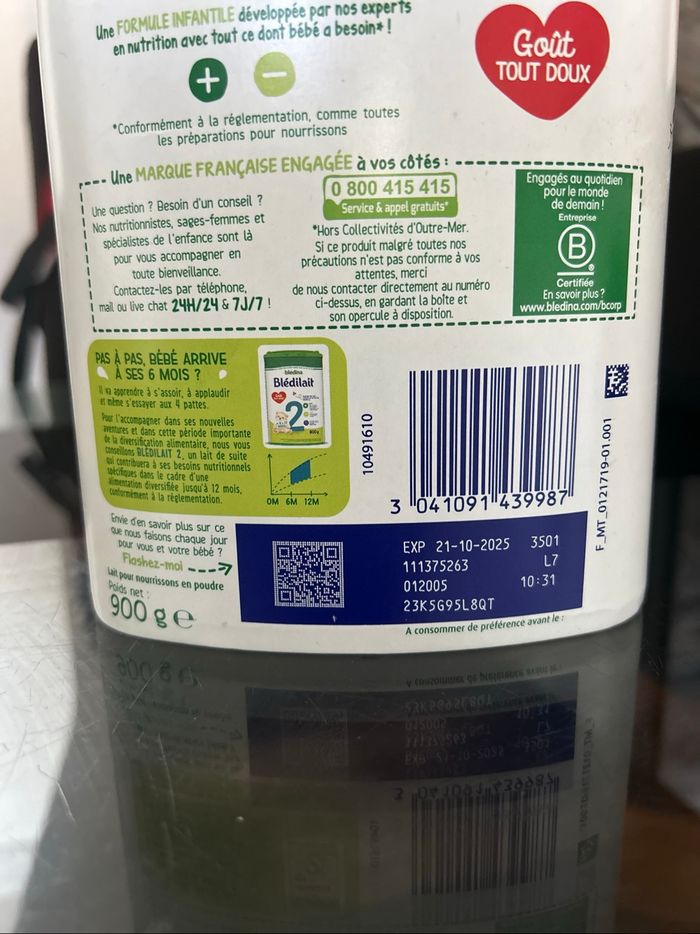 Une FORMULE INFANTILE développée par nos experts
en nutrition avec tout ce dont bébé a besoin* !
+ −
*Conformément à la réglementation, comme toutes
les préparations pour nourrissons
Goût
TOUT DOUX
Une MARQUE FRANÇAISE ENGAGÉE à vos côtés :
Une question ? Besoin d'un conseil ?
Nos nutritionnistes, sages-femmes et
spécialistes de l'enfance sont là
pour vous accompagner en
toute bienveillance.
Contactez-les par téléphone,
mail ou live chat 24H/24 & 7J/7 !
0 800 415 415
Service & appel gratuits*
*Hors Collectivités d'Outre-Mer.
Si ce produit malgré toutes nos
précautions n'est pas conforme à vos
attentes, merci
de nous contacter directement au numéro
ci-dessus, en gardant la boîte et
son opercule à disposition.
Engagés au quotidien
pour le monde
de demain !
Entreprise
B
Certifiée
En savoir plus ?
www.bledina.com/bcorp
PAS À PAS, BÉBÉ ARRIVE
À SES 6 MOIS ?
Il va apprendre à s'assoir, à applaudir
et même s'essayer aux 4 pattes.
Pour l'accompagner dans ses nouvelles
aventures et dans cette période importante
de la diversification alimentaire, nous vous
conseillons BLÉDILAIT 2, un lait de suite
qui contribuera à ses besoins nutritionnels
spécifiques dans le cadre d'une
alimentation diversifiée jusqu'à 12 mois,
conformément à la réglementation.
blédina
Blédilait
2
900g
0M 6M 12M
10491610
3 041091 439987
F_MT_0121719-01.001
Envie d'en savoir plus sur ce
que nous faisons chaque jour
pour vous et votre bébé ?
Flashez-moi
Lait pour nourrissons en poudre
Poids net :
900 g e
EXP 21-10-2025 3501
111375263 L7
012005 10:31
23K5G95L8QT
A consommer de préférence avant le :